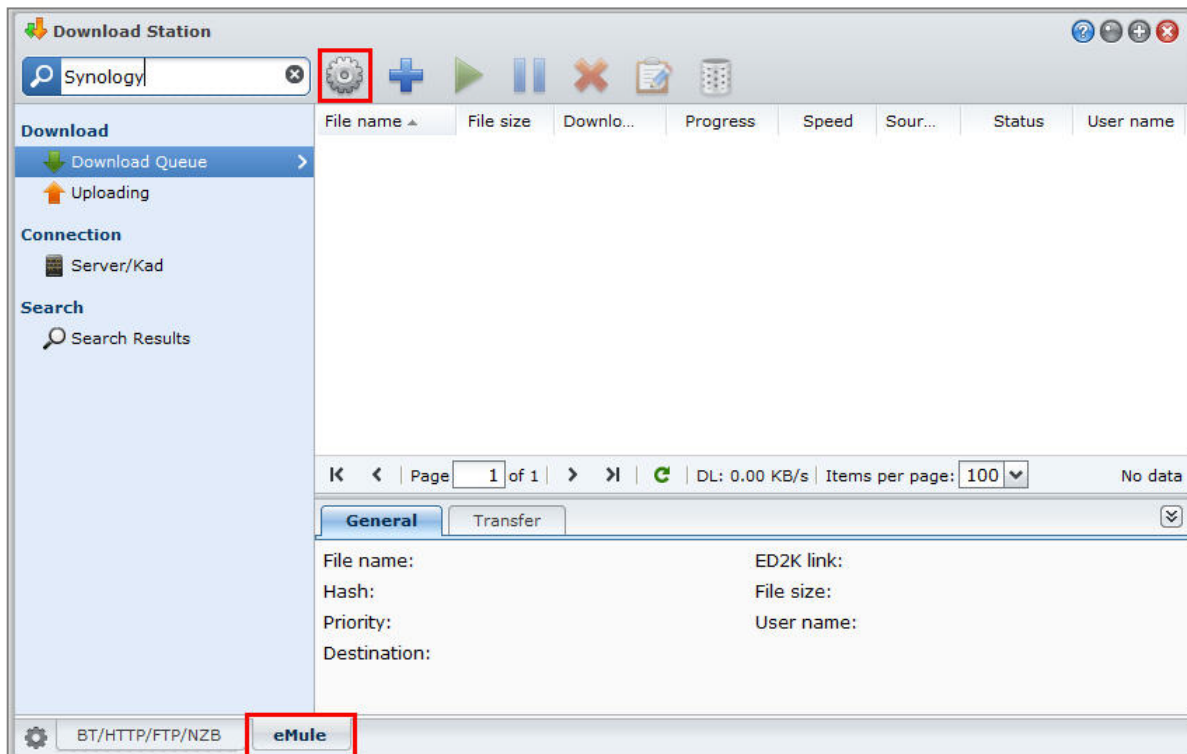 Download Station
Synology
Download
Download Queue
Uploading
Connection
Server/Kad
Search
Search Results
File name File size Downlo... Progress Speed Sour... Status User name
Page 1 of 1 DL: 0.00 KB/s Items per page: 100 No data
General Transfer
File name: ED2K link:
Hash: File size:
Priority: User name:
Destination:
BT/HTTP/FTP/NZB eMule